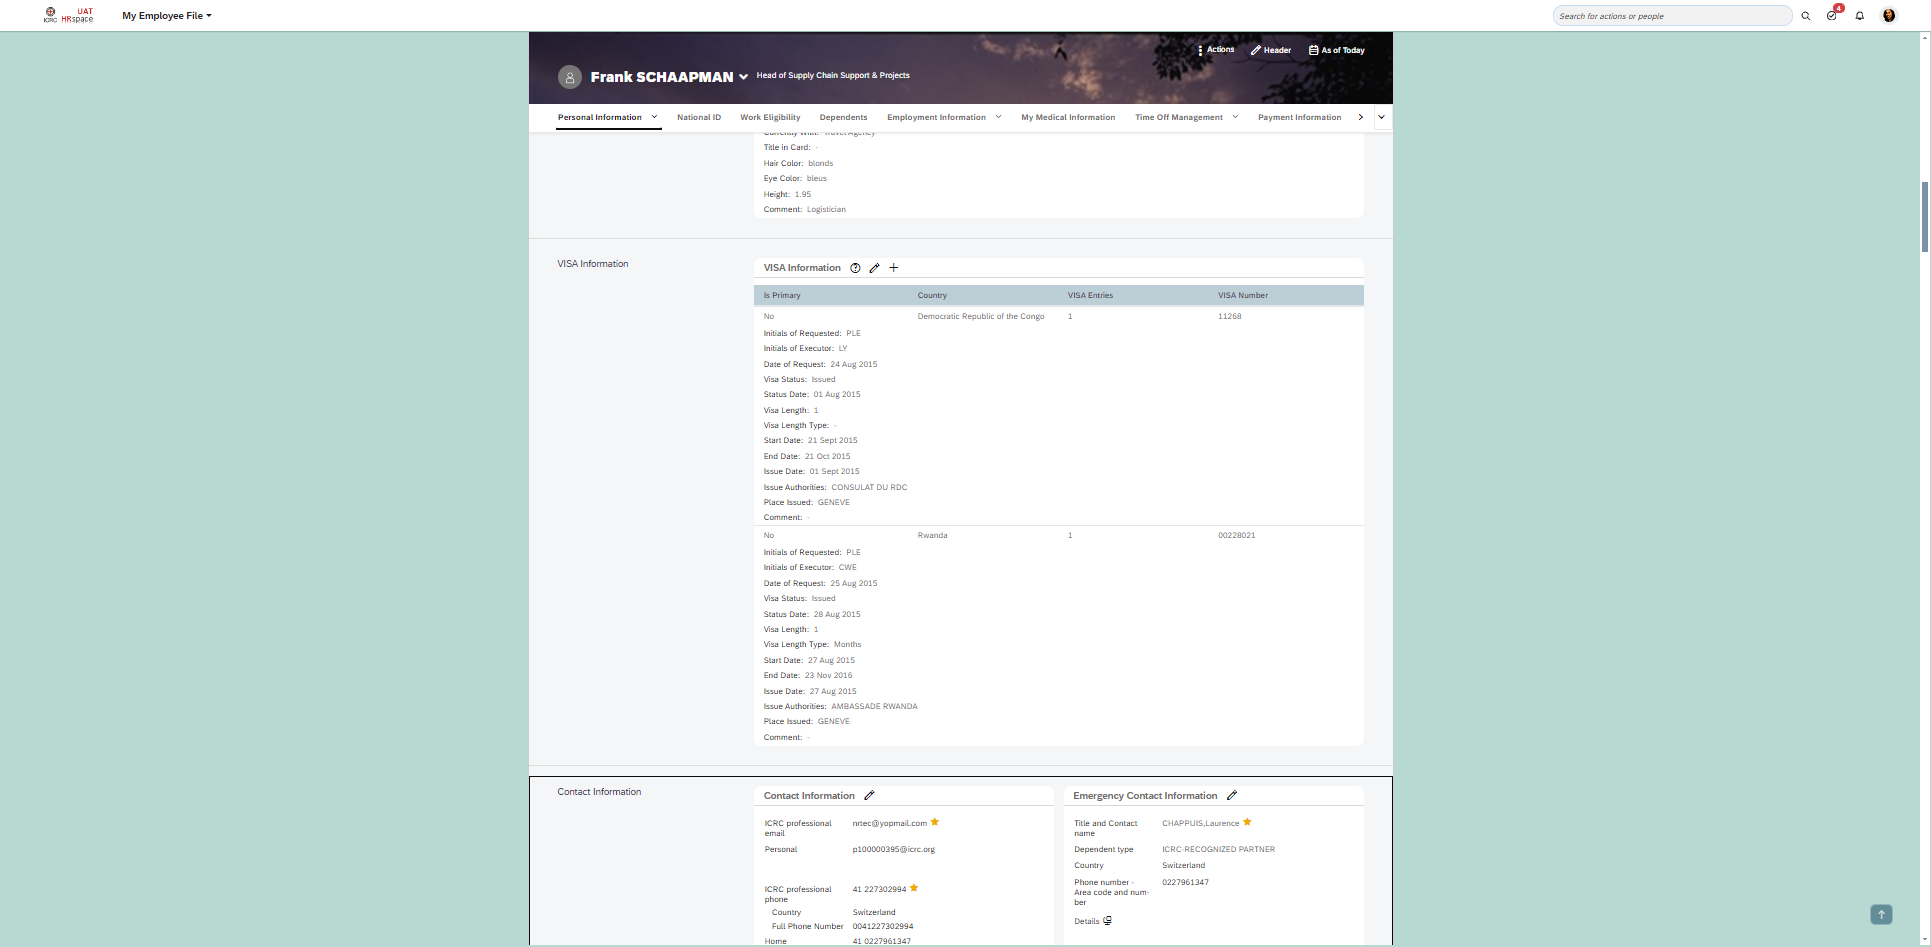 UAT
ICRC HRspace
My Employee File
Search for actions or people
4
Actions
Header
As of Today
Frank SCHAAPMAN
Head of Supply Chain Support & Projects
Personal Information
National ID
Work Eligibility
Dependents
Employment Information
My Medical Information
Time Off Management
Payment Information
Currently With: Travel Agency
Title in Card: -
Hair Color: blonds
Eye Color: bleus
Height: 1.95
Comment: Logistician
VISA Information
VISA Information
Is Primary Country VISA Entries VISA Number
No Democratic Republic of the Congo 1 11268
Initials of Requested: PLE
Initials of Executor: LY
Date of Request: 24 Aug 2015
Visa Status: Issued
Status Date: 01 Aug 2015
Visa Length: 1
Visa Length Type: -
Start Date: 21 Sept 2015
End Date: 21 Oct 2015
Issue Date: 01 Sept 2015
Issue Authorities: CONSULAT DU RDC
Place Issued: GENEVE
Comment: -
No Rwanda 1 00228021
Initials of Requested: PLE
Initials of Executor: CWE
Date of Request: 25 Aug 2015
Visa Status: Issued
Status Date: 28 Aug 2015
Visa Length: 1
Visa Length Type: Months
Start Date: 27 Aug 2015
End Date: 23 Nov 2016
Issue Date: 27 Aug 2015
Issue Authorities: AMBASSADE RWANDA
Place Issued: GENEVE
Comment: -
Contact Information
Contact Information
ICRC professional nrtec@yopmail.com
email
Personal p100000395@icrc.org
ICRC professional 41 227302994
phone
Country Switzerland
Full Phone Number 0041227302994
Home 41 0227961347
Emergency Contact Information
Title and Contact CHAPPUIS,Laurence
name
Dependent type ICRC-RECOGNIZED PARTNER
Country Switzerland
Phone number - 0227961347
Area code and num-
ber
Details